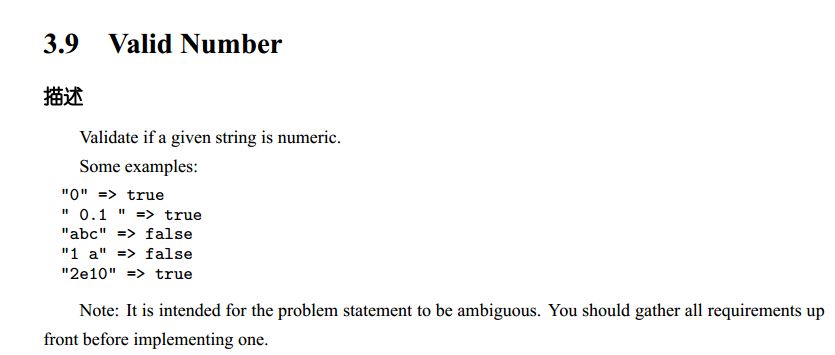 3.9 Valid Number
描述
Validate if a given string is numeric.
Some examples:
"0" => true
" 0.1 " => true
"abc" => false
"1 a" => false
"2e10" => true
Note: It is intended for the problem statement to be ambiguous. You should gather all requirements up
front before implementing one.